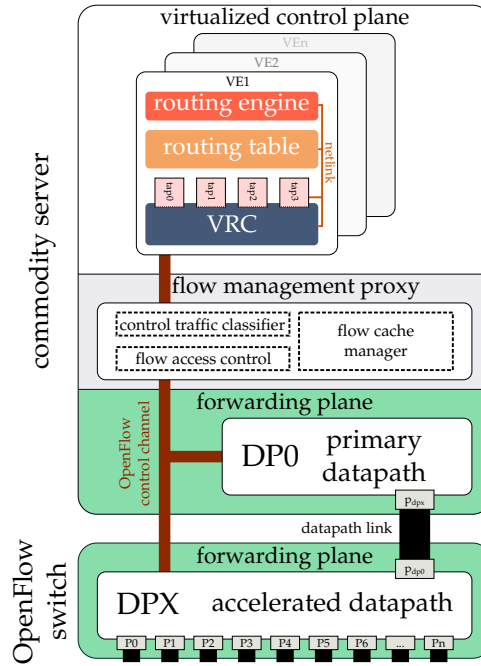 virtualized control plane
VEn
VE2
VE1
routing engine
routing table
netlink
tap0 tap1 tap2 tap3
VRC
commodity server
flow management proxy
control traffic classifier
flow access control
flow cache
manager
forwarding plane
OpenFlow
control channel
DP0
primary
datapath
Pdpx
datapath link
Pdp0
forwarding plane
OpenFlow
switch
DPX accelerated datapath
P0 P1 P2 P3 P4 P5 P6 ... Pn